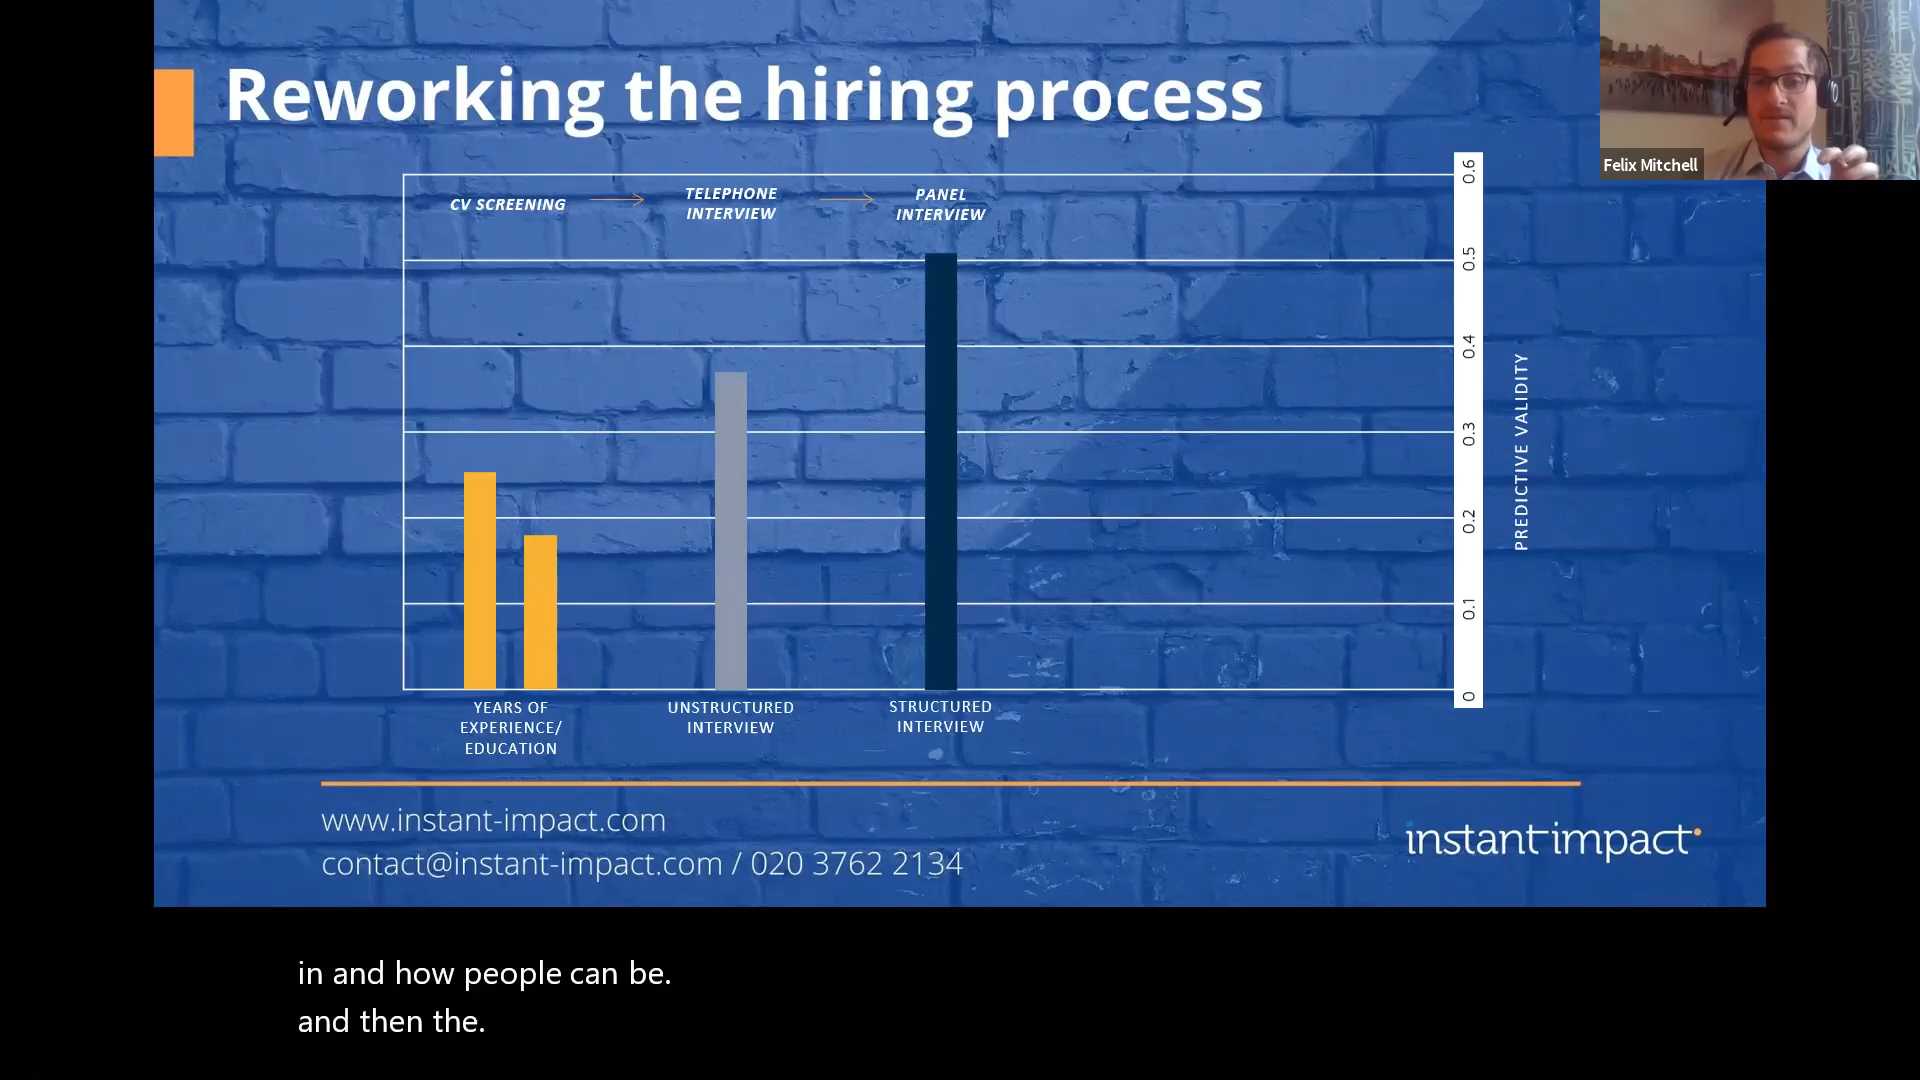 Reworking the hiring process
Felix Mitchell
CV SCREENING
TELEPHONE
INTERVIEW
PANEL
INTERVIEW
0.6
0.5
0.4
0.3
0.2
0.1
0
PREDICTIVE VALIDITY
YEARS OF
EXPERIENCE/
EDUCATION
UNSTRUCTURED
INTERVIEW
STRUCTURED
INTERVIEW
www.instant-impact.com
contact@instant-impact.com / 020 3762 2134
instant impact
in and how people can be.
and then the.